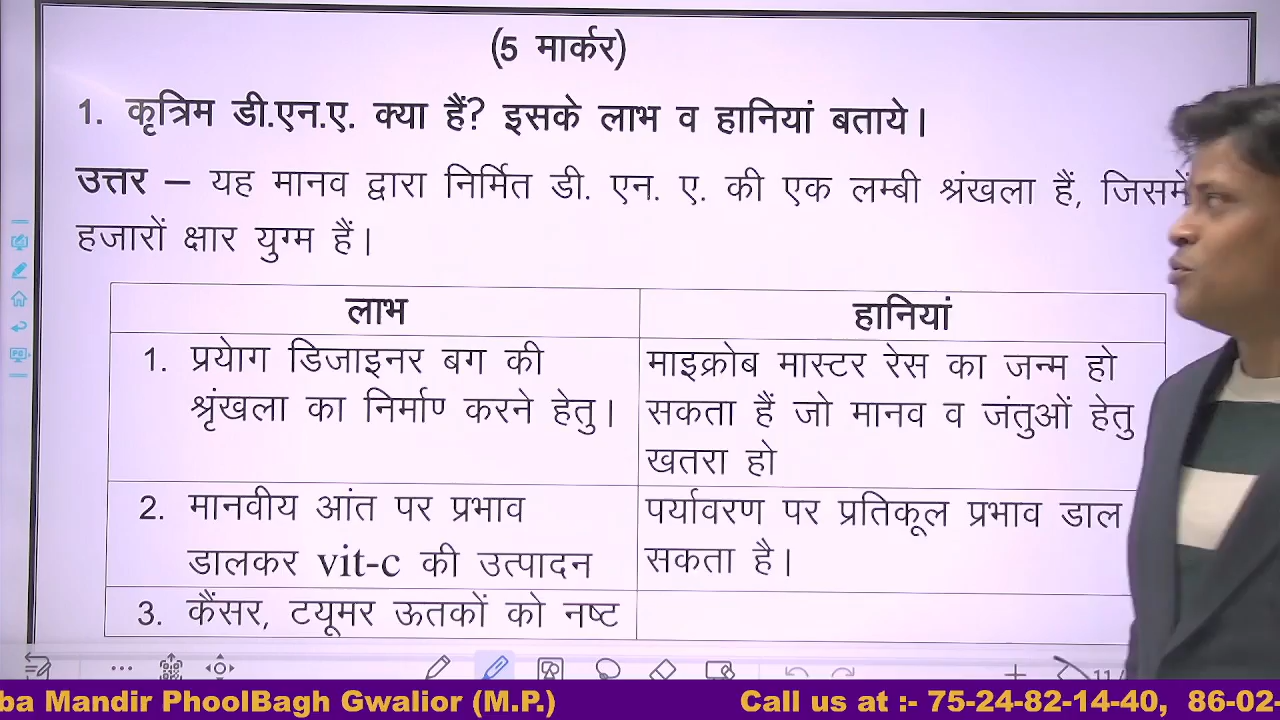 (5 मार्कर)
1. कृत्रिम डी.एन.ए. क्या हैं? इसके लाभ व हानियां बताये।
उत्तर – यह मानव द्वारा निर्मित डी. एन. ए. की एक लम्बी श्रंखला हैं, जिसमें
हजारों क्षार युग्म हैं।
लाभ
हानियां
1. प्रयेाग डिजाइनर बग की
श्रृंखला का निर्माण करने हेतु।
माइक्रोब मास्टर रेस का जन्म हो
सकता हैं जो मानव व जंतुओं हेतु
खतरा हो
2. मानवीय आंत पर प्रभाव
डालकर vit-c की उत्पादन
पर्यावरण पर प्रतिकूल प्रभाव डाल
सकता है।
3. कैंसर, टयूमर ऊतकों को नष्ट
ba Mandir PhoolBagh Gwalior (M.P.) Call us at :- 75-24-82-14-40, 86-02-